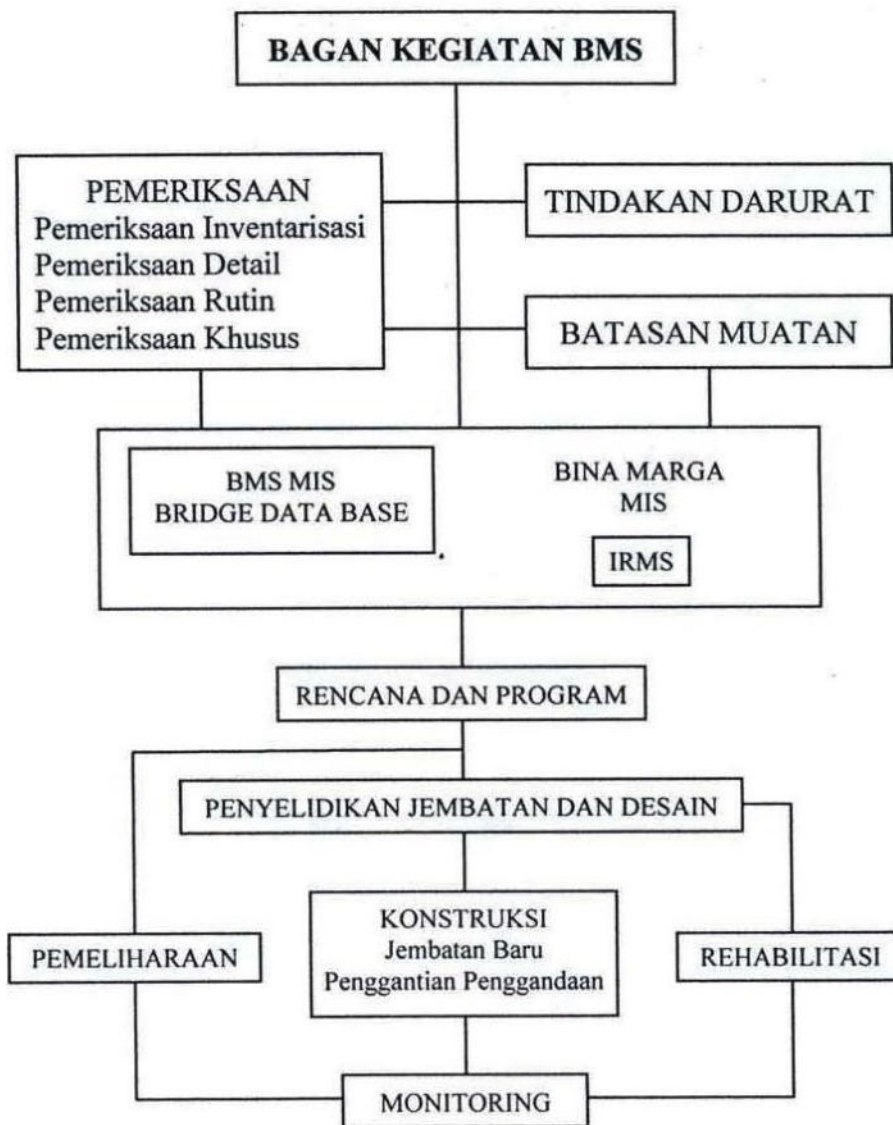 BAGAN KEGIATAN BMS
PEMERIKSAAN
Pemeriksaan Inventarisasi
Pemeriksaan Detail
Pemeriksaan Rutin
Pemeriksaan Khusus
TINDAKAN DARURAT
BATASAN MUATAN
BMS MIS
BRIDGE DATA BASE
BINA MARGA
MIS
IRMS
RENCANA DAN PROGRAM
PENYELIDIKAN JEMBATAN DAN DESAIN
PEMELIHARAAN
KONSTRUKSI
Jembatan Baru
Penggantian Penggandaan
REHABILITASI
MONITORING